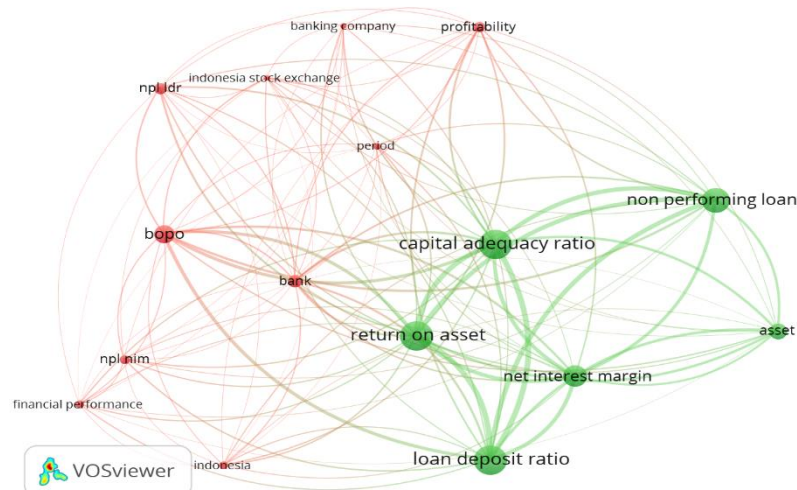 banking company
profitability
indonesia stock exchange
npl ldr
period
non performing loan
bopo
capital adequacy ratio
bank
return on asset
asset
npl nim
net interest margin
financial performance
loan deposit ratio
indonesia
VOSviewer